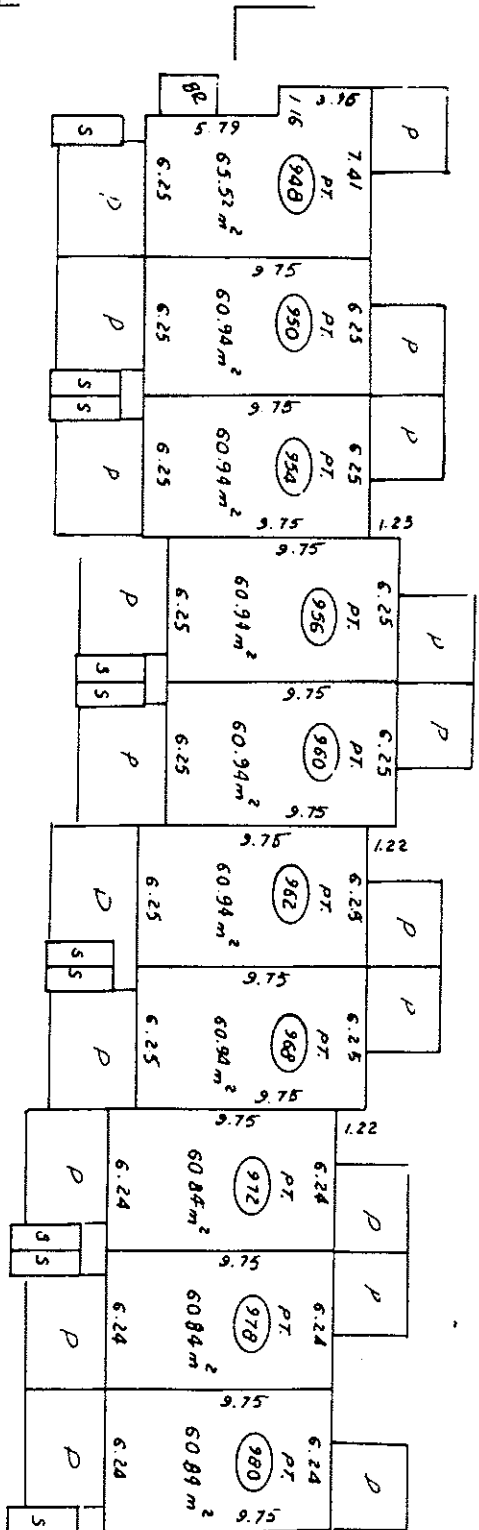 BR
3.96
P
1.16
7.41
S
5.79
948
PT.
65.52 m²
6.25
P
9.75
6.25
PT.
950
60.94 m²
6.25
P
P
S
S
9.75
6.25
PT.
954
60.94 m²
6.25
P
P
9.75
1.23
9.75
6.25
PT.
956
60.94 m²
6.25
P
P
S
S
9.75
6.25
PT.
960
60.94 m²
6.25
P
P
9.75
9.75
1.22
6.25
PT.
962
60.94 m²
6.25
P
P
S
S
9.75
6.25
PT.
968
60.94 m²
6.25
P
P
9.75
9.75
1.22
6.24
PT.
972
60 84 m²
6.24
P
P
S
S
9.75
6.24
PT.
978
60 84 m²
6.24
P
P
9.75
6.24
PT.
980
60 84 m²
6.24
P
P
9.75
S